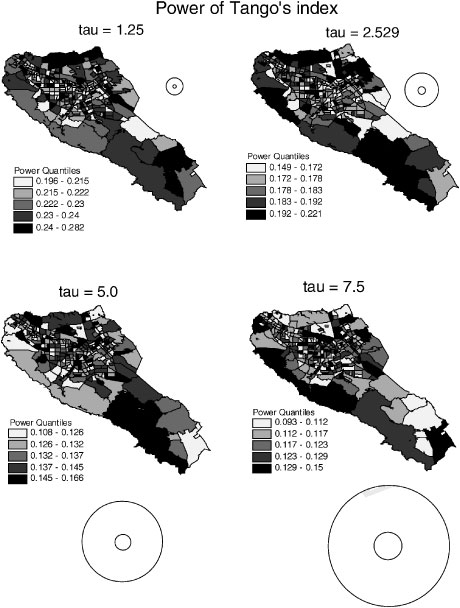 Power of Tango's index
tau = 1.25
tau = 2.529
Power Quantiles
0.196 - 0.215
0.215 - 0.222
0.222 - 0.23
0.23 - 0.24
0.24 - 0.282
Power Quantiles
0.149 - 0.172
0.172 - 0.178
0.178 - 0.183
0.183 - 0.192
0.192 - 0.221
tau = 5.0
tau = 7.5
Power Quantiles
0.108 - 0.126
0.126 - 0.132
0.132 - 0.137
0.137 - 0.145
0.145 - 0.166
Power Quantiles
0.093 - 0.112
0.112 - 0.117
0.117 - 0.123
0.123 - 0.129
0.129 - 0.15